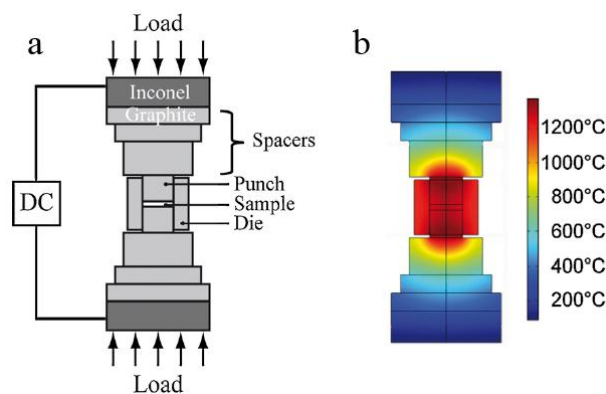 a
Load
Inconel
Graphite
Spacers
DC
Punch
Sample
Die
Load
b
1200°C
1000°C
800°C
600°C
400°C
200°C